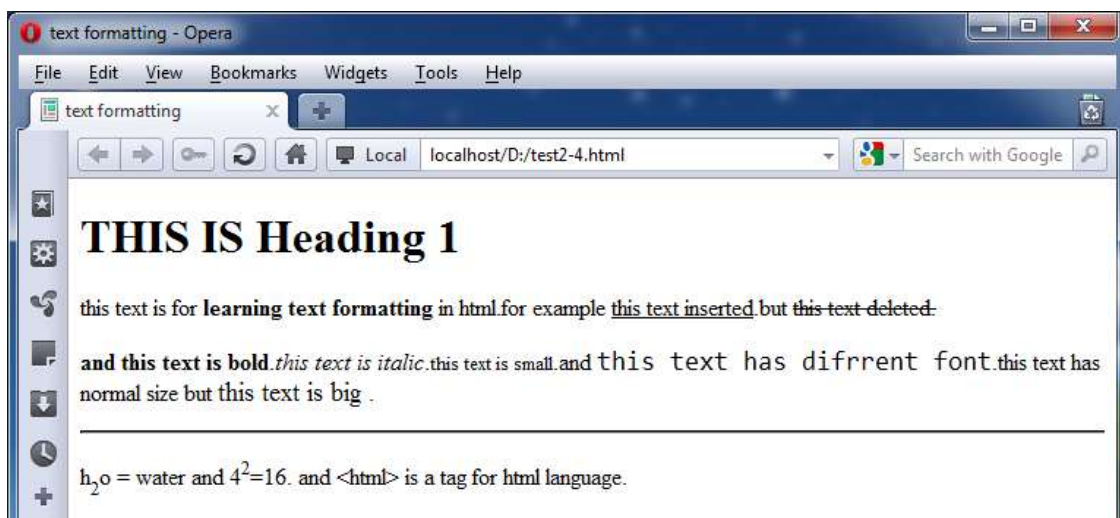 text formatting - Opera
File Edit View Bookmarks Widgets Tools Help
text formatting
Local localhost/D:/test2-4.html Search with Google
THIS IS Heading 1
this text is for learning text formatting in html.for example this text inserted.but this text deleted.
and this text is bold.this text is italic.this text is small.and this text has difrrent font.this text has
normal size but this text is big .
h₂o = water and 4²=16. and <html> is a tag for html language.